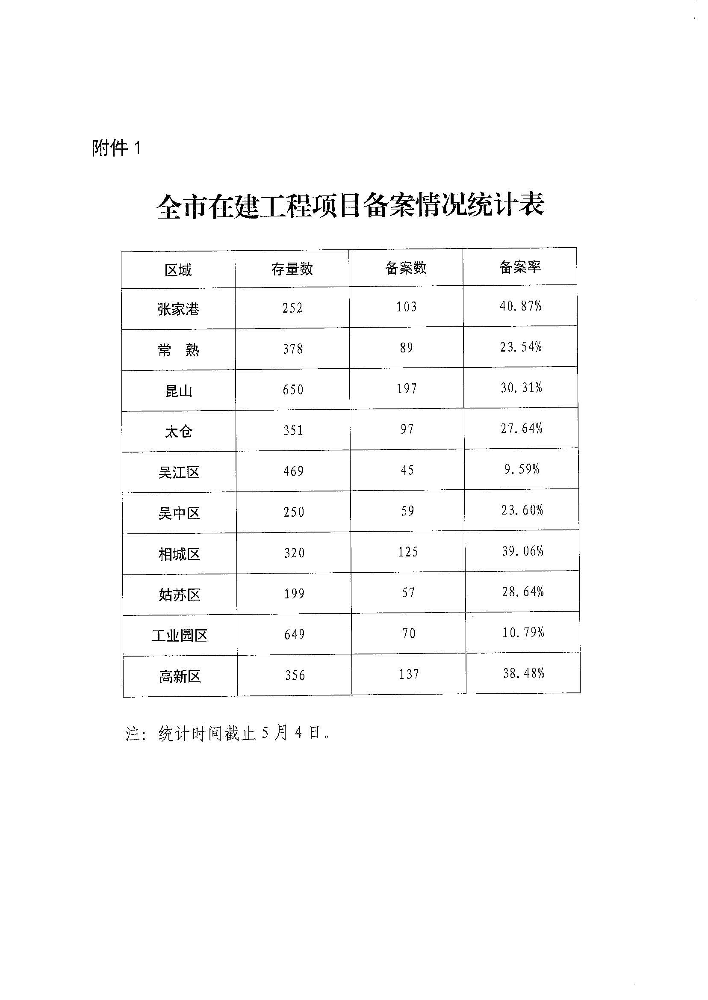 附件 1
全市在建工程项目备案情况统计表
区域 存量数 备案数 备案率
张家港 252 103 40.87%
常 熟 378 89 23.54%
昆山 650 197 30.31%
太仓 351 97 27.64%
吴江区 469 45 9.59%
吴中区 250 59 23.60%
相城区 320 125 39.06%
姑苏区 199 57 28.64%
工业园区 649 70 10.79%
高新区 356 137 38.48%
注：统计时间截止 5 月 4 日。